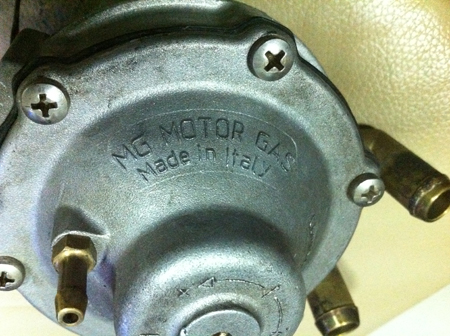 MG MOTOR GAS
Made in Italy